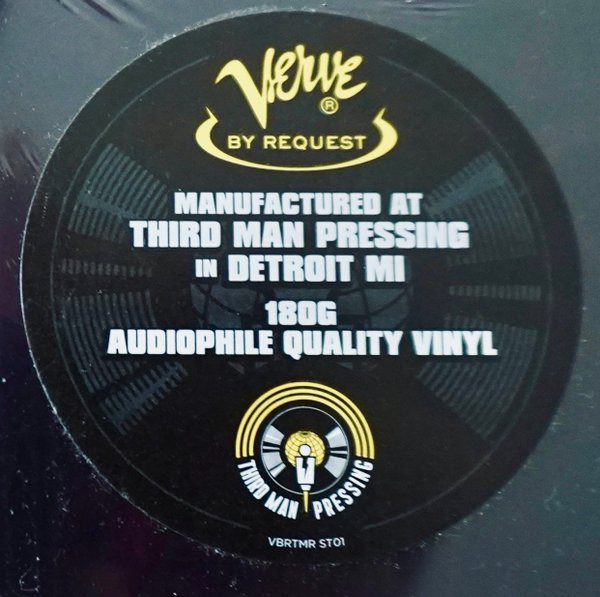 Verve®
BY REQUEST
MANUFACTURED AT
THIRD MAN PRESSING
IN DETROIT MI
180G
AUDIOPHILE QUALITY VINYL
THIRD MAN PRESSING
VBRTMR ST01